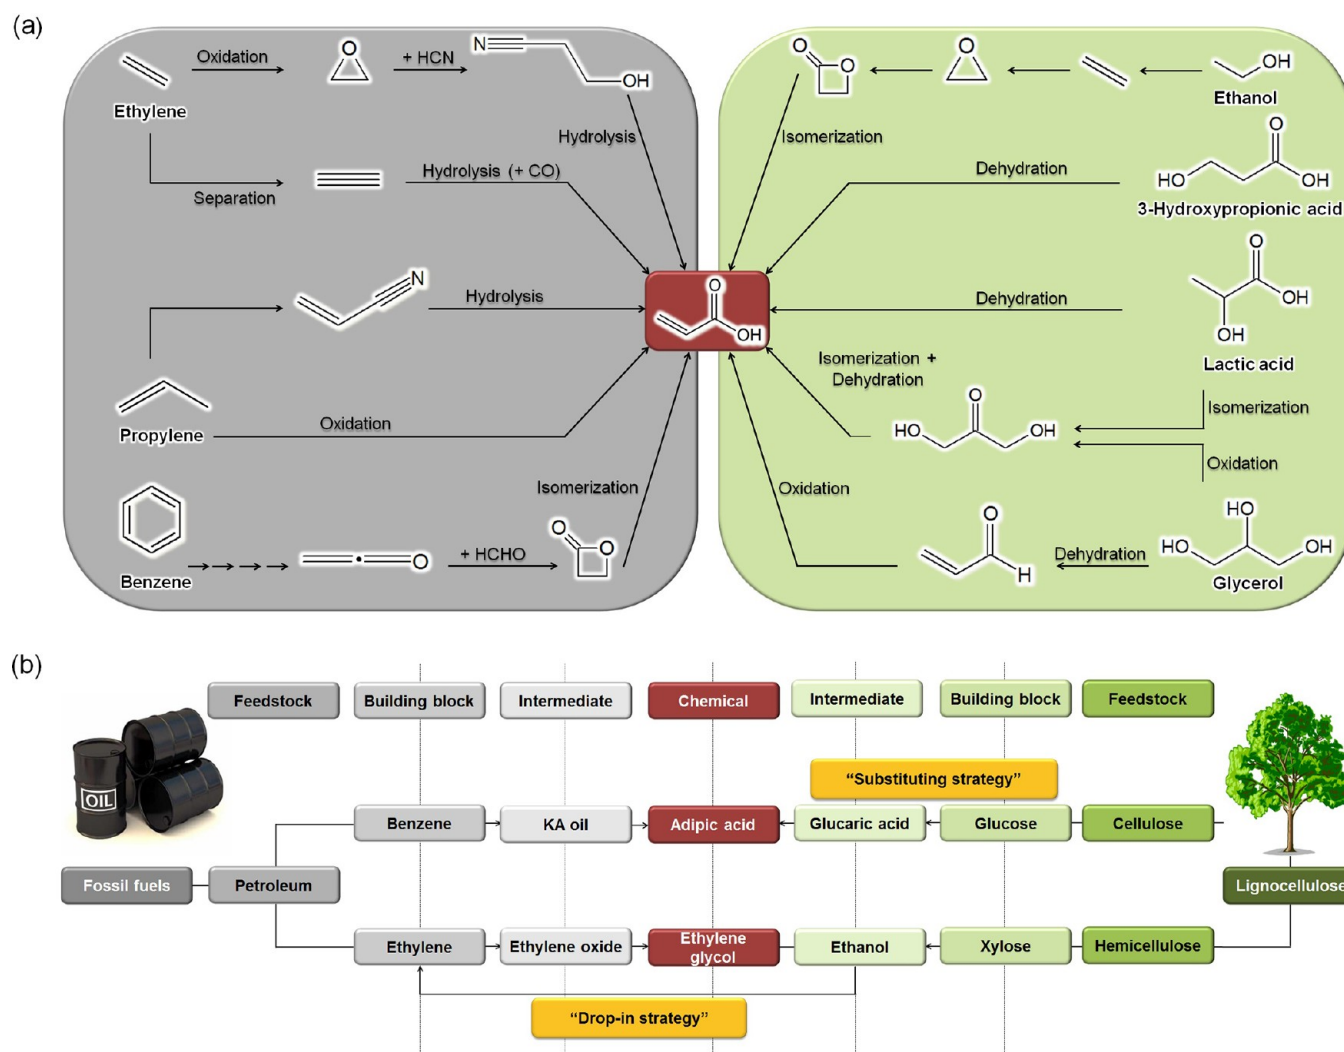 (a)
Oxidation
+ HCN
N
O
OH
Ethylene
Hydrolysis
Separation
Hydrolysis (+ CO)
N
Hydrolysis
Propylene
Oxidation
Benzene
O
+ HCHO
O
O
Isomerization
O
OH
O
O
O
OH
Ethanol
Isomerization
Dehydration
O
HO
OH
3-Hydroxypropionic acid
Dehydration
O
OH
OH
Lactic acid
Isomerization +
Dehydration
O
HO
OH
Isomerization
Oxidation
Oxidation
O
H
Dehydration
HO
HO
OH
Glycerol
(b)
Feedstock
Building block
Intermediate
Chemical
Intermediate
Building block
Feedstock
OIL
“Substituting strategy”
Benzene
KA oil
Adipic acid
Glucaric acid
Glucose
Cellulose
Fossil fuels
Petroleum
Lignocellulose
Ethylene
Ethylene oxide
Ethylene
glycol
Ethanol
Xylose
Hemicellulose
“Drop-in strategy”